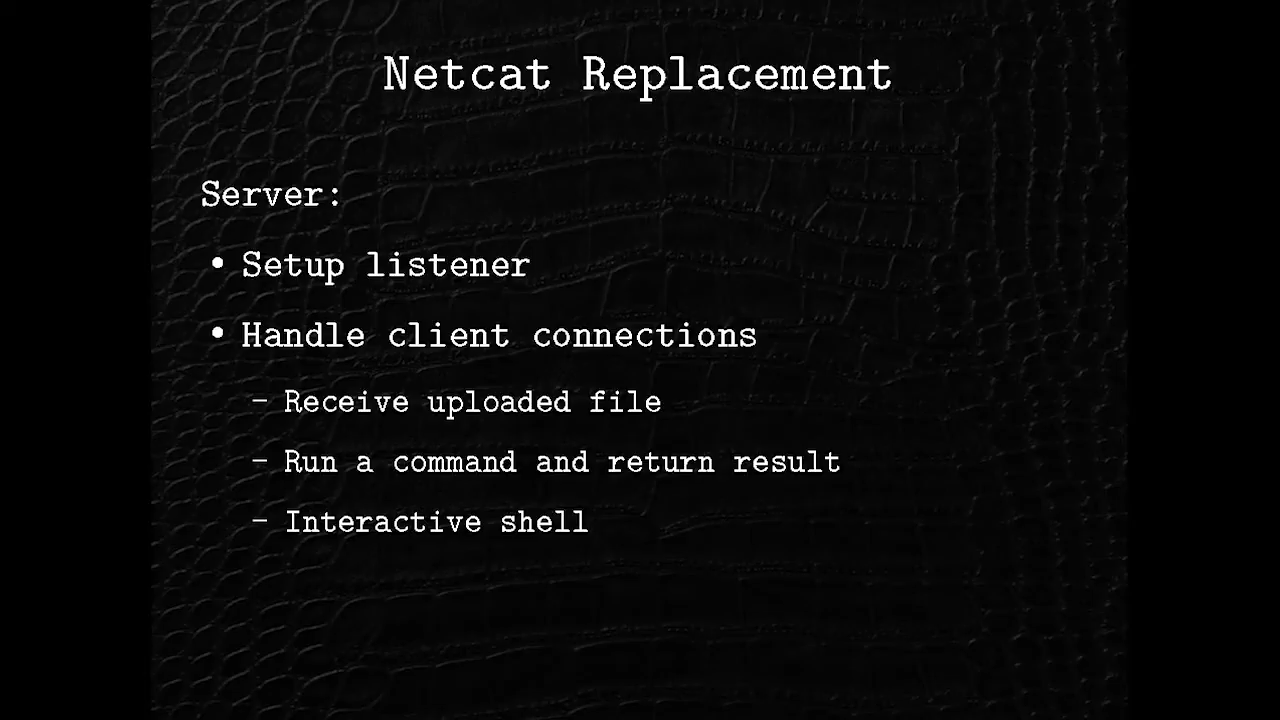 Netcat Replacement
Server:
• Setup listener
• Handle client connections
– Receive uploaded file
– Run a command and return result
– Interactive shell